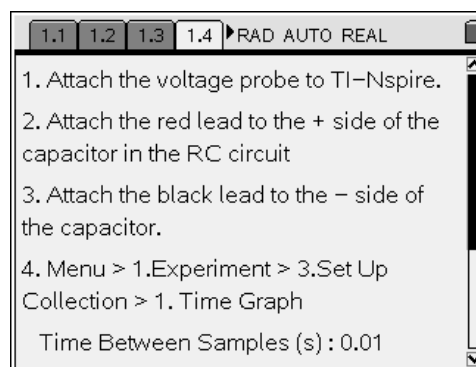 1.1 1.2 1.3 1.4 RAD AUTO REAL
1. Attach the voltage probe to TI-Nspire.
2. Attach the red lead to the + side of the
capacitor in the RC circuit
3. Attach the black lead to the – side of
the capacitor.
4. Menu > 1.Experiment > 3.Set Up
Collection > 1. Time Graph
Time Between Samples (s) : 0.01